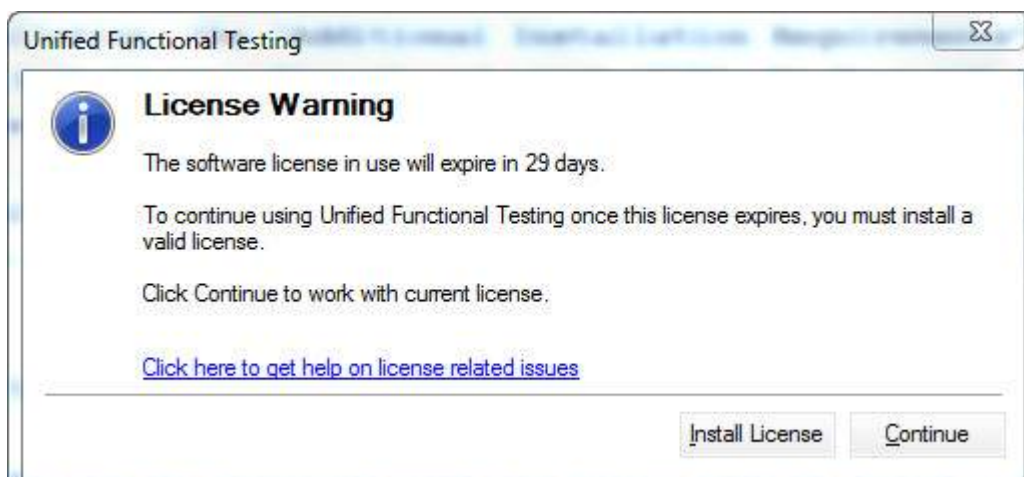 Unified Functional Testing
License Warning
The software license in use will expire in 29 days.
To continue using Unified Functional Testing once this license expires, you must install a
valid license.
Click Continue to work with current license.
Click here to get help on license related issues
Install License Continue